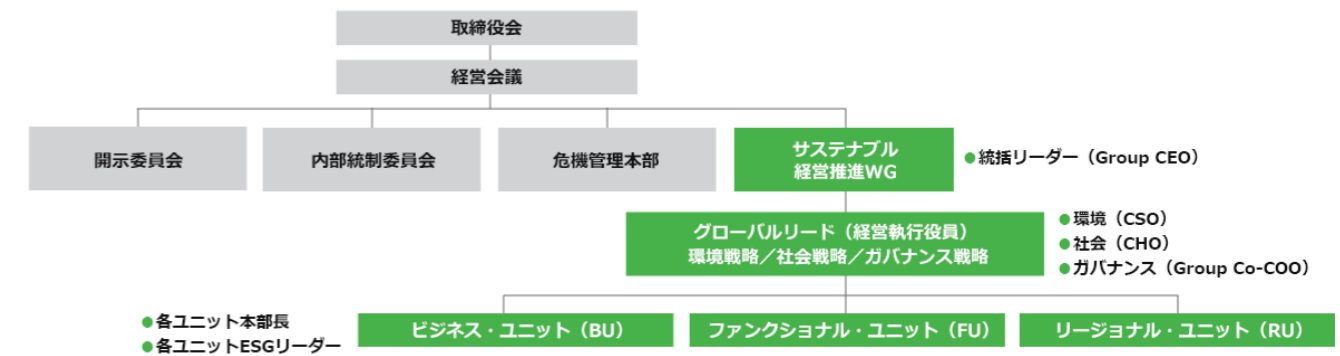 取締役会
経営会議
開示委員会
内部統制委員会
危機管理本部
サステナブル
経営推進WG
●統括リーダー（Group CEO）
グローバルリード（経営執行役員）
環境戦略／社会戦略／ガバナンス戦略
●環境（CSO）
●社会（CHO）
●ガバナンス（Group Co-COO）
●各ユニット本部長
●各ユニットESGリーダー
ビジネス・ユニット（BU）
ファンクショナル・ユニット（FU）
リージョナル・ユニット（RU）